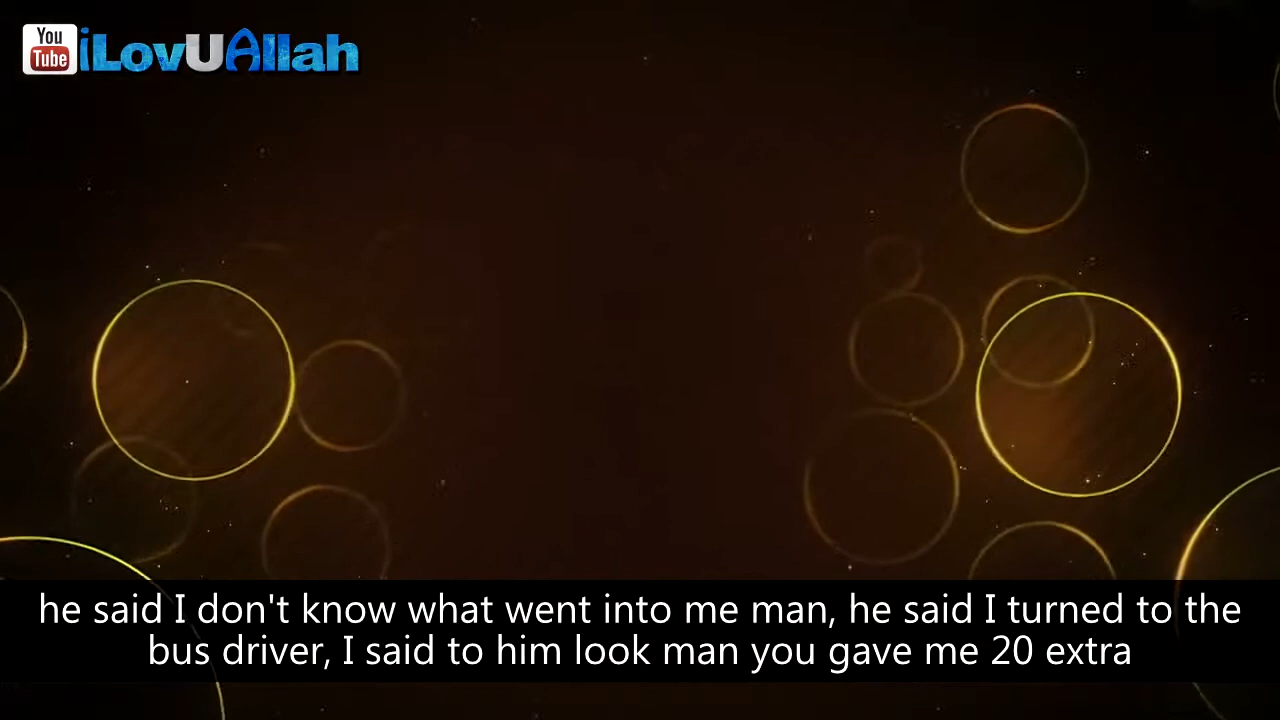 You
Tube iLovUAllah
he said I don't know what went into me man, he said I turned to the
bus driver, I said to him look man you gave me 20 extra